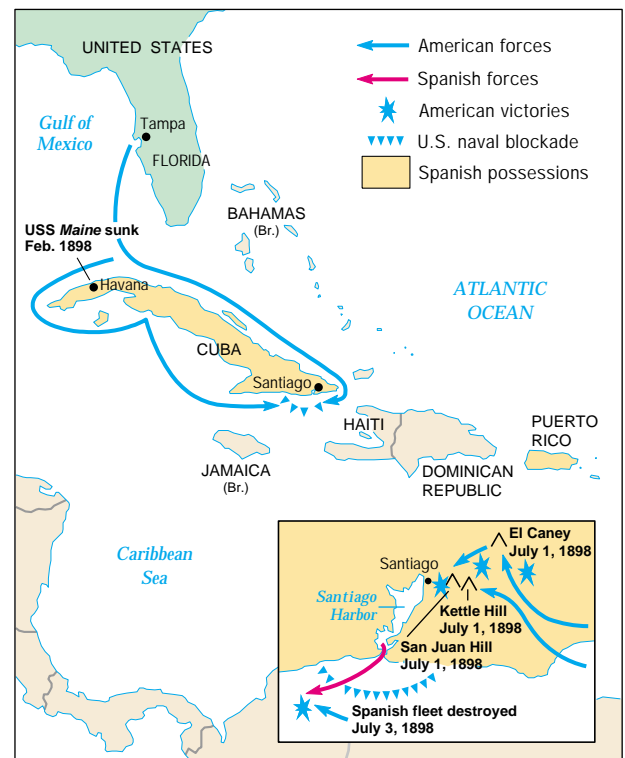 UNITED STATES
Gulf of
Mexico
Tampa
FLORIDA
American forces
Spanish forces
American victories
U.S. naval blockade
Spanish possessions
BAHAMAS
(Br.)
USS Maine sunk
Feb. 1898
Havana
ATLANTIC
OCEAN
CUBA
Santiago
HAITI
PUERTO
RICO
JAMAICA
(Br.)
DOMINICAN
REPUBLIC
Caribbean
Sea
El Caney
July 1, 1898
Santiago
Santiago
Harbor
Kettle Hill
July 1, 1898
San Juan Hill
July 1, 1898
Spanish fleet destroyed
July 3, 1898